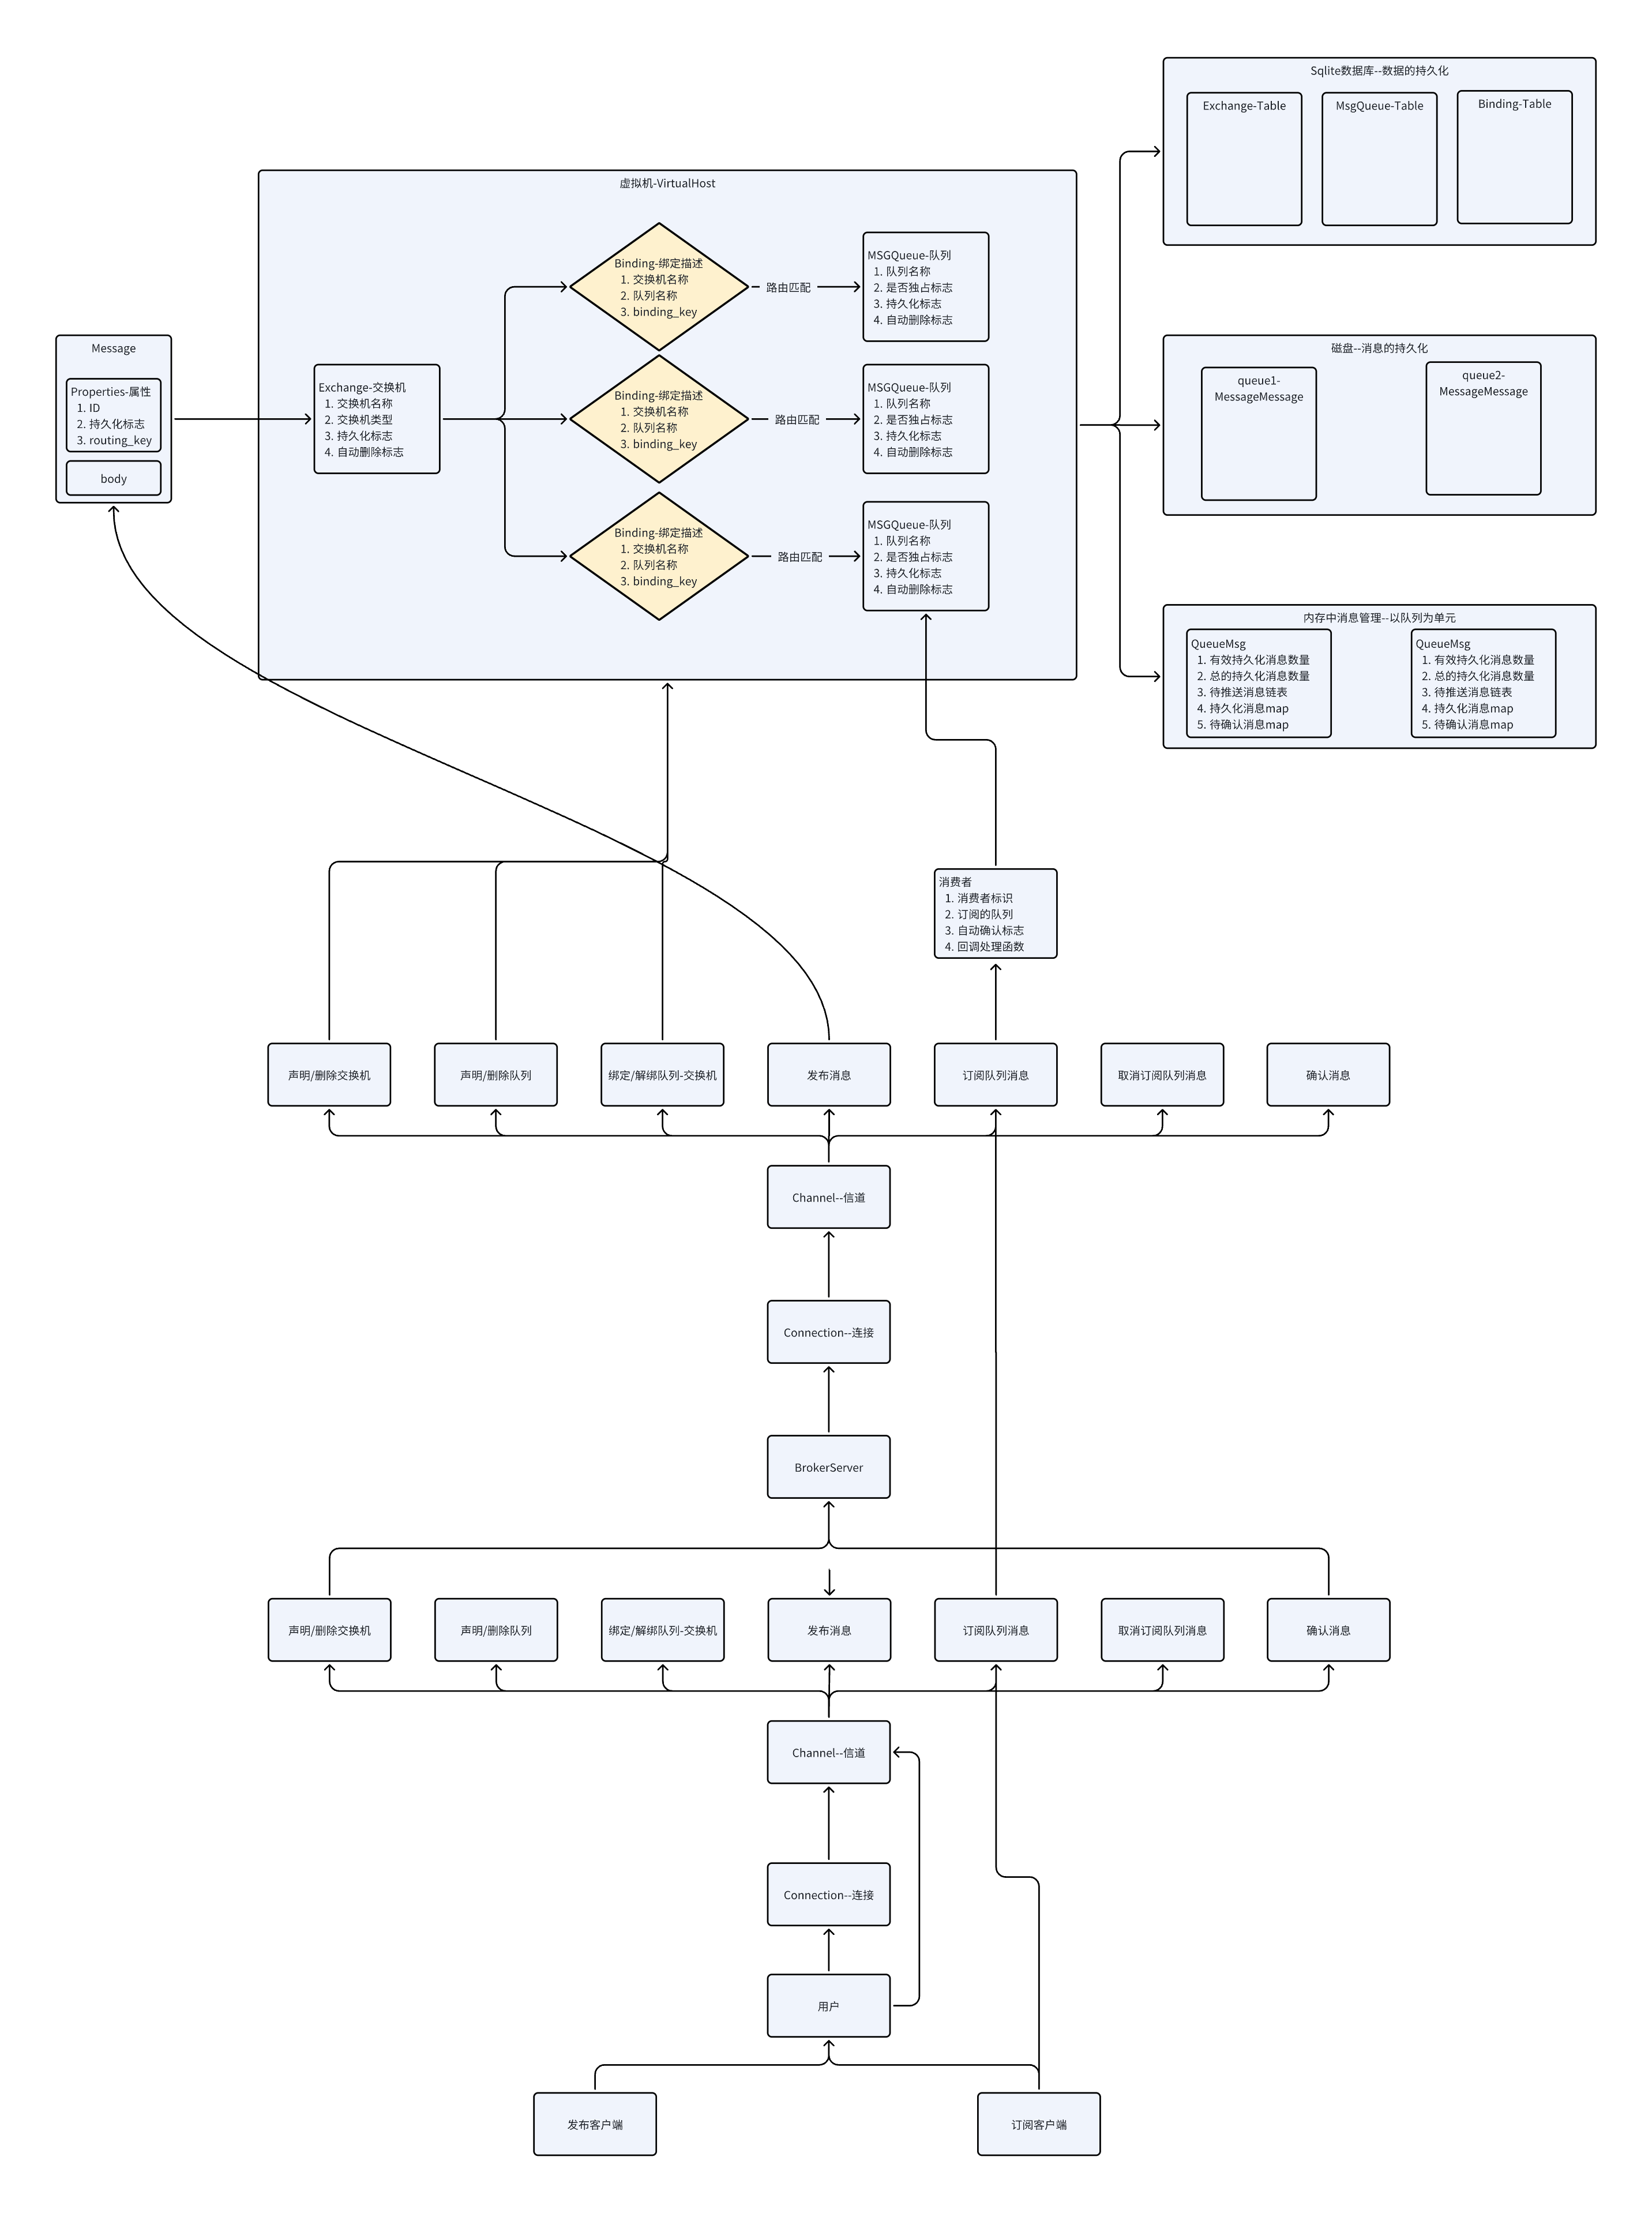 Sqlite数据库--数据的持久化
Exchange-Table
MsgQueue-Table
Binding-Table
虚拟机-VirtualHost
Binding-绑定描述
1. 交换机名称
2. 队列名称
3. binding_key
路由匹配
MSGQueue-队列
1. 队列名称
2. 是否独占标志
3. 持久化标志
4. 自动删除标志
Message
Properties-属性
1. ID
2. 持久化标志
3. routing_key
body
Exchange-交换机
1. 交换机名称
2. 交换机类型
3. 持久化标志
4. 自动删除标志
Binding-绑定描述
1. 交换机名称
2. 队列名称
3. binding_key
路由匹配
MSGQueue-队列
1. 队列名称
2. 是否独占标志
3. 持久化标志
4. 自动删除标志
磁盘--消息的持久化
queue1-
MessageMessage
queue2-
MessageMessage
Binding-绑定描述
1. 交换机名称
2. 队列名称
3. binding_key
路由匹配
MSGQueue-队列
1. 队列名称
2. 是否独占标志
3. 持久化标志
4. 自动删除标志
内存中消息管理--以队列为单元
QueueMsg
1. 有效持久化消息数量
2. 总的持久化消息数量
3. 待推送消息链表
4. 持久化消息map
5. 待确认消息map
QueueMsg
1. 有效持久化消息数量
2. 总的持久化消息数量
3. 待推送消息链表
4. 持久化消息map
5. 待确认消息map
消费者
1. 消费者标识
2. 订阅的队列
3. 自动确认标志
4. 回调处理函数
声明/删除交换机
声明/删除队列
绑定/解绑队列-交换机
发布消息
订阅队列消息
取消订阅队列消息
确认消息
Channel--信道
Connection--连接
BrokerServer
声明/删除交换机
声明/删除队列
绑定/解绑队列-交换机
发布消息
订阅队列消息
取消订阅队列消息
确认消息
Channel--信道
Connection--连接
用户
发布客户端
订阅客户端